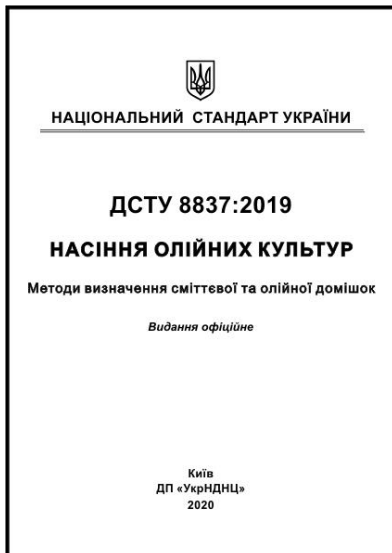 НАЦІОНАЛЬНИЙ СТАНДАРТ УКРАЇНИ
ДСТУ 8837:2019
НАСІННЯ ОЛІЙНИХ КУЛЬТУР
Методи визначення сміттєвої та олійної домішок
Видання офіційне
Київ
ДП «УкрНДНЦ»
2020